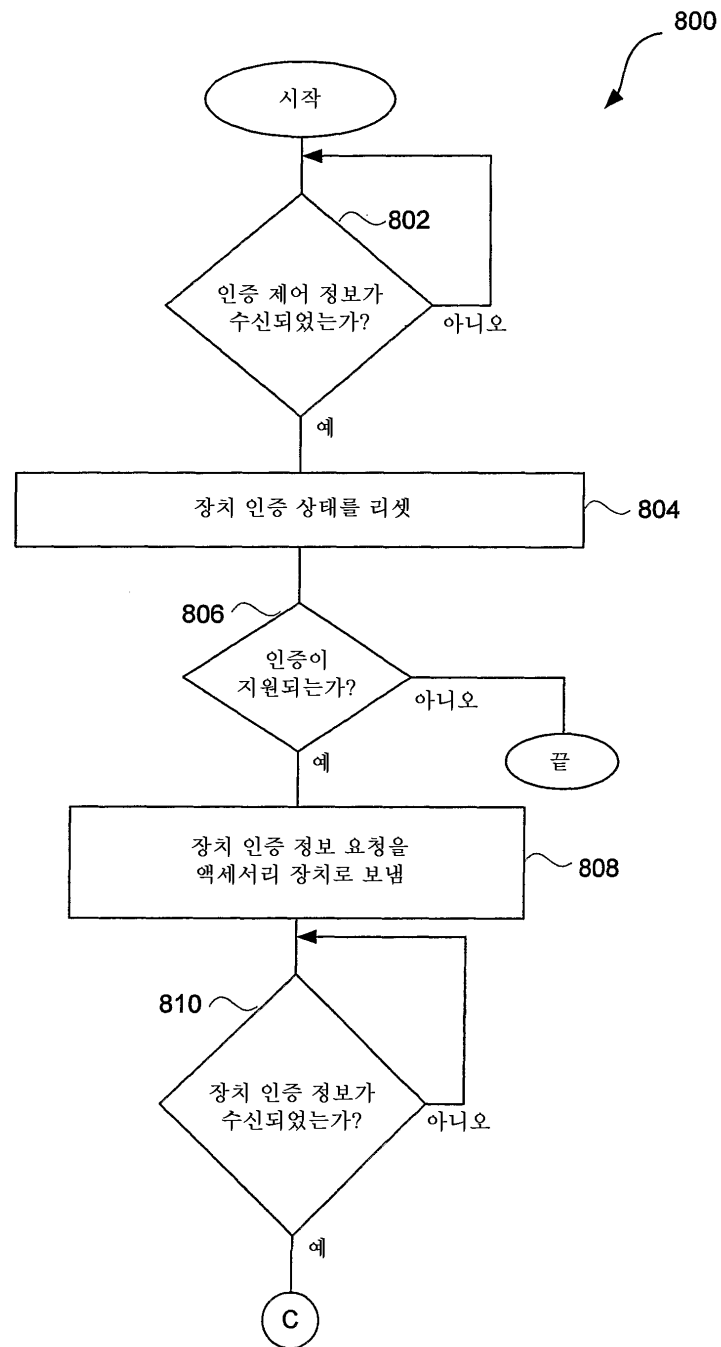 800
시작
802
인증 제어 정보가
수신되었는가?
아니오
예
장치 인증 상태를 리셋
804
806
인증이
지원되는가?
아니오
끝
예
장치 인증 정보 요청을
액세서리 장치로 보냄
808
810
장치 인증 정보가
수신되었는가?
아니오
예
C